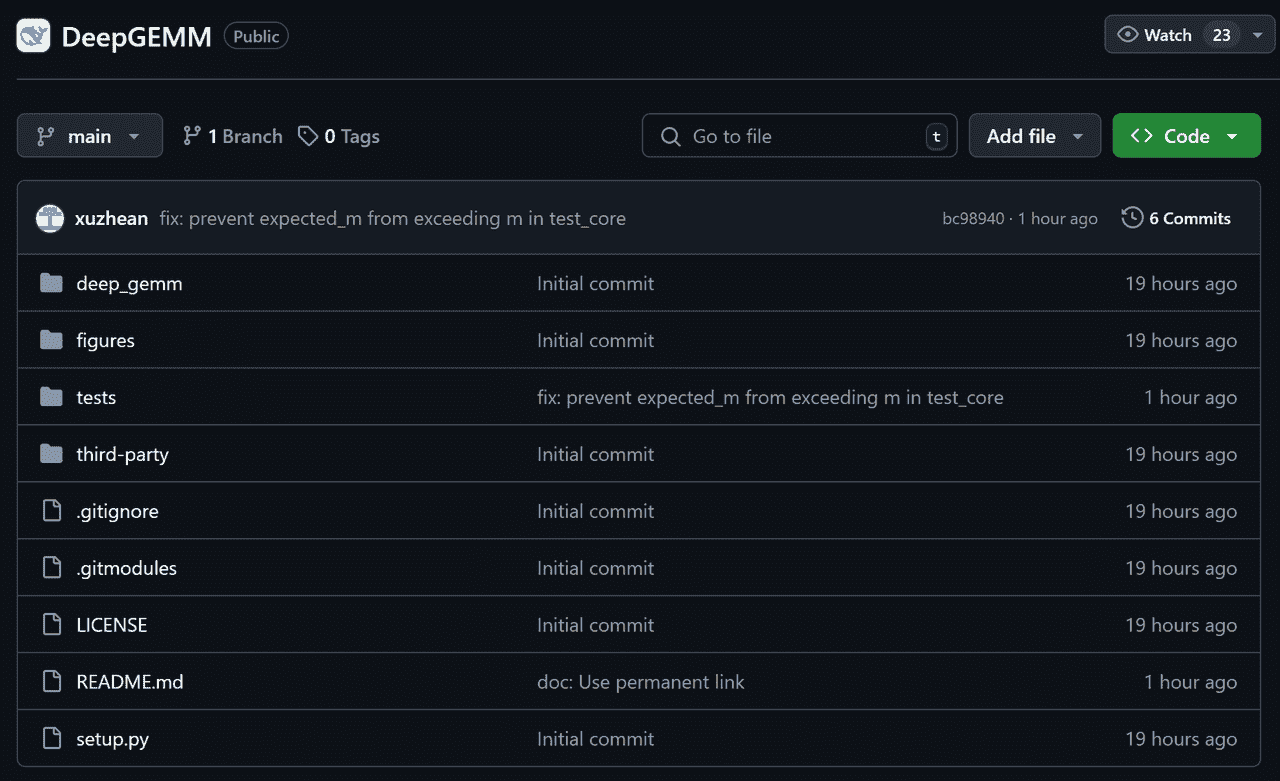 DeepGEMM Public Watch 23
main 1 Branch 0 Tags Go to file t Add file Code
xuzhean fix: prevent expected_m from exceeding m in test_core bc98940 · 1 hour ago 6 Commits
deep_gemm Initial commit 19 hours ago
figures Initial commit 19 hours ago
tests fix: prevent expected_m from exceeding m in test_core 1 hour ago
third-party Initial commit 19 hours ago
.gitignore Initial commit 19 hours ago
.gitmodules Initial commit 19 hours ago
LICENSE Initial commit 19 hours ago
README.md doc: Use permanent link 1 hour ago
setup.py Initial commit 19 hours ago